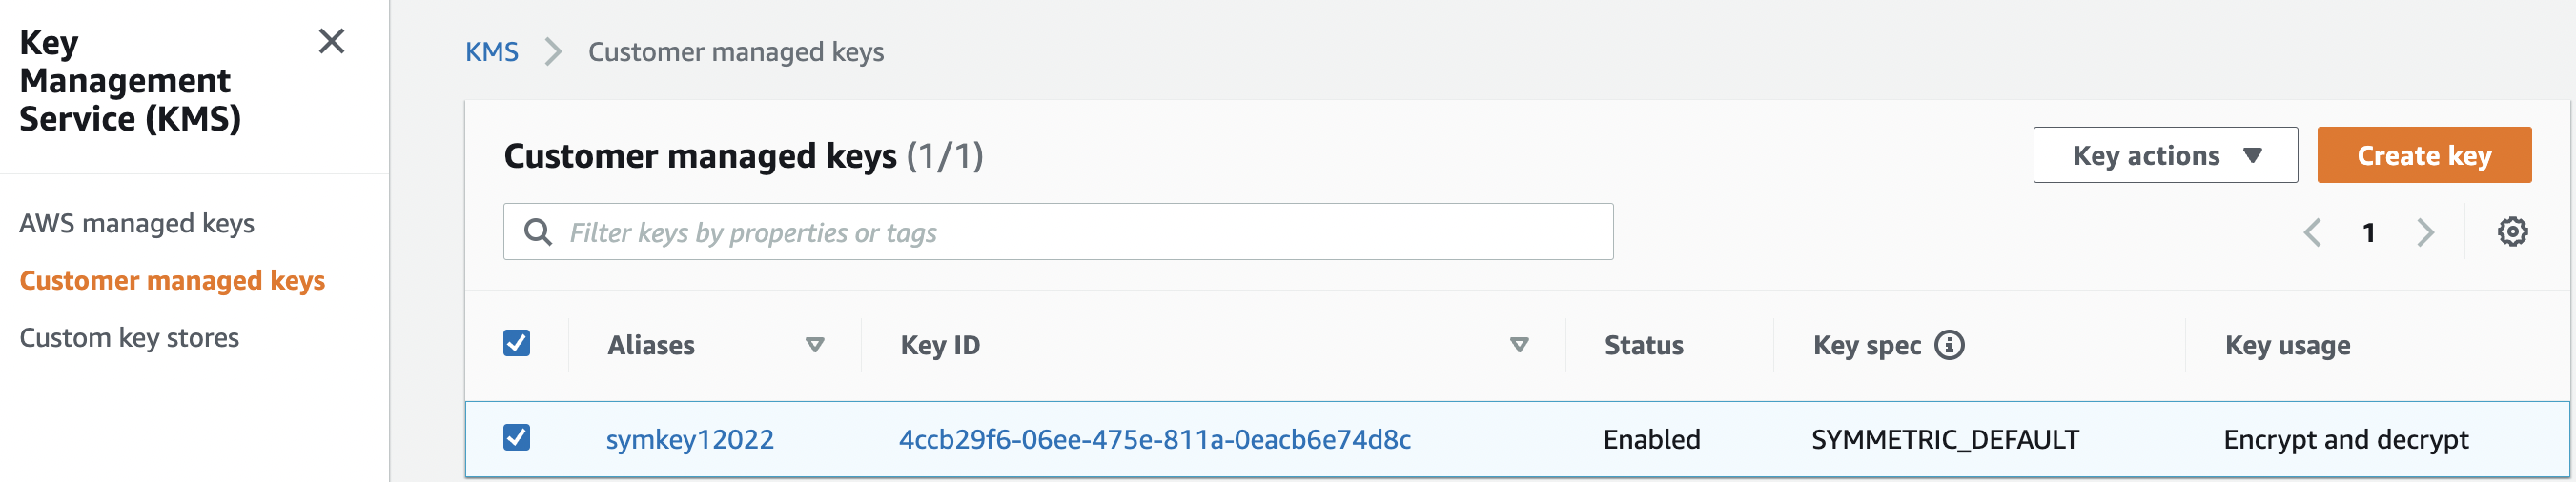 Key
Management
Service (KMS)
AWS managed keys
Customer managed keys
Custom key stores
KMS Customer managed keys
Customer managed keys (1/1)
Key actions
Create key
Filter keys by properties or tags
1
Aliases Key ID Status Key spec Key usage
symkey12022 4ccb29f6-06ee-475e-811a-0eacb6e74d8c Enabled SYMMETRIC_DEFAULT Encrypt and decrypt